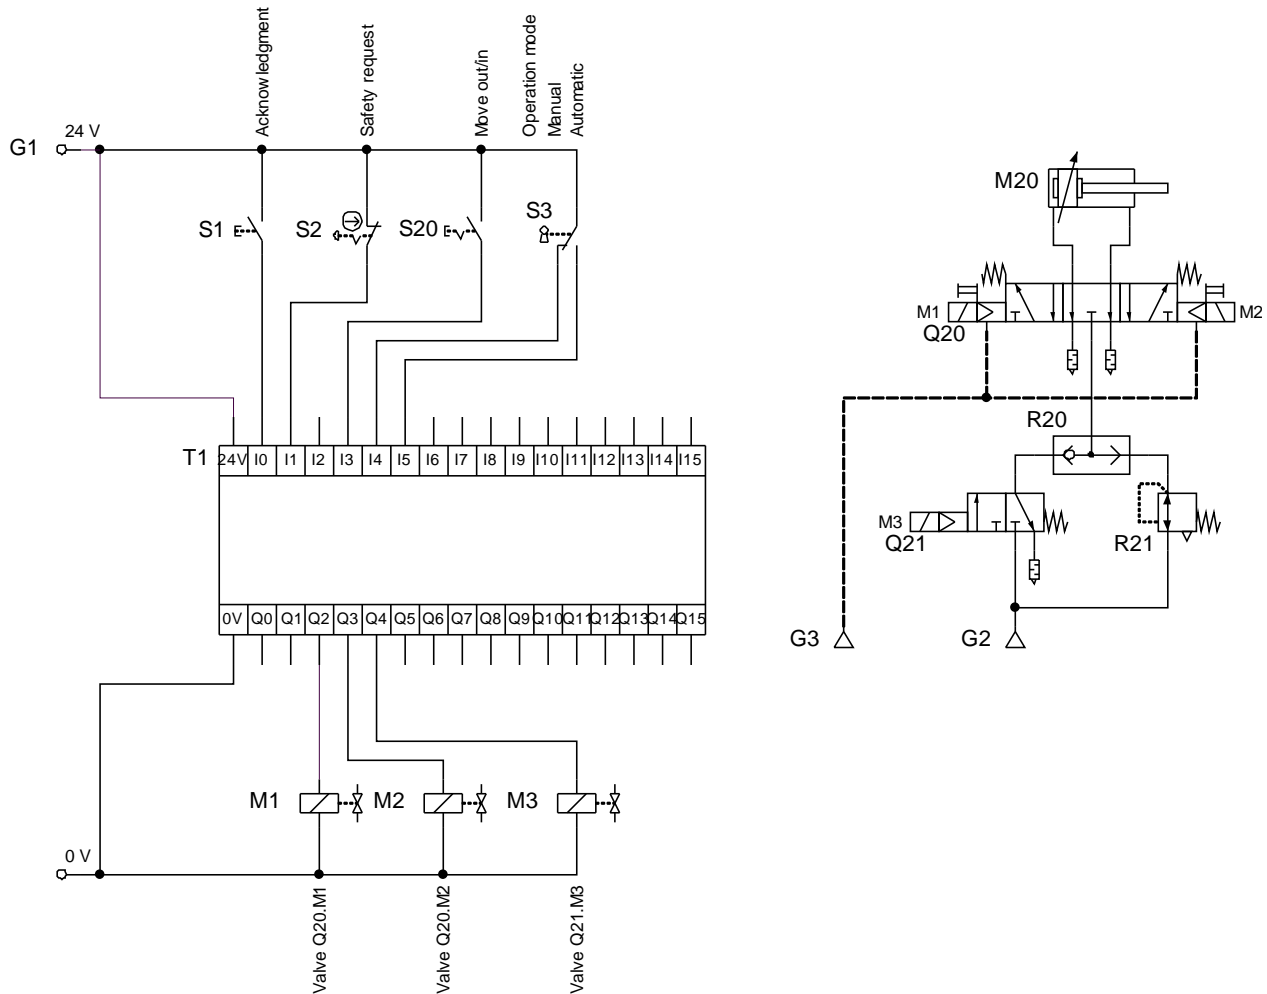 Acknowledgment
Safety request
Move out/in
Operation mode
Manual
Automatic
24 V
G1
S1
S2
S20
S3
M20
M1
Q20
M2
R20
T1
24V I0 I1 I2 I3 I4 I5 I6 I7 I8 I9 I10 I11 I12 I13 I14 I15
M3
Q21
R21
0V Q0 Q1 Q2 Q3 Q4 Q5 Q6 Q7 Q8 Q9 Q10 Q11 Q12 Q13 Q14 Q15
G3
G2
M1
M2
M3
0 V
Valve Q20.M1
Valve Q20.M2
Valve Q21.M3